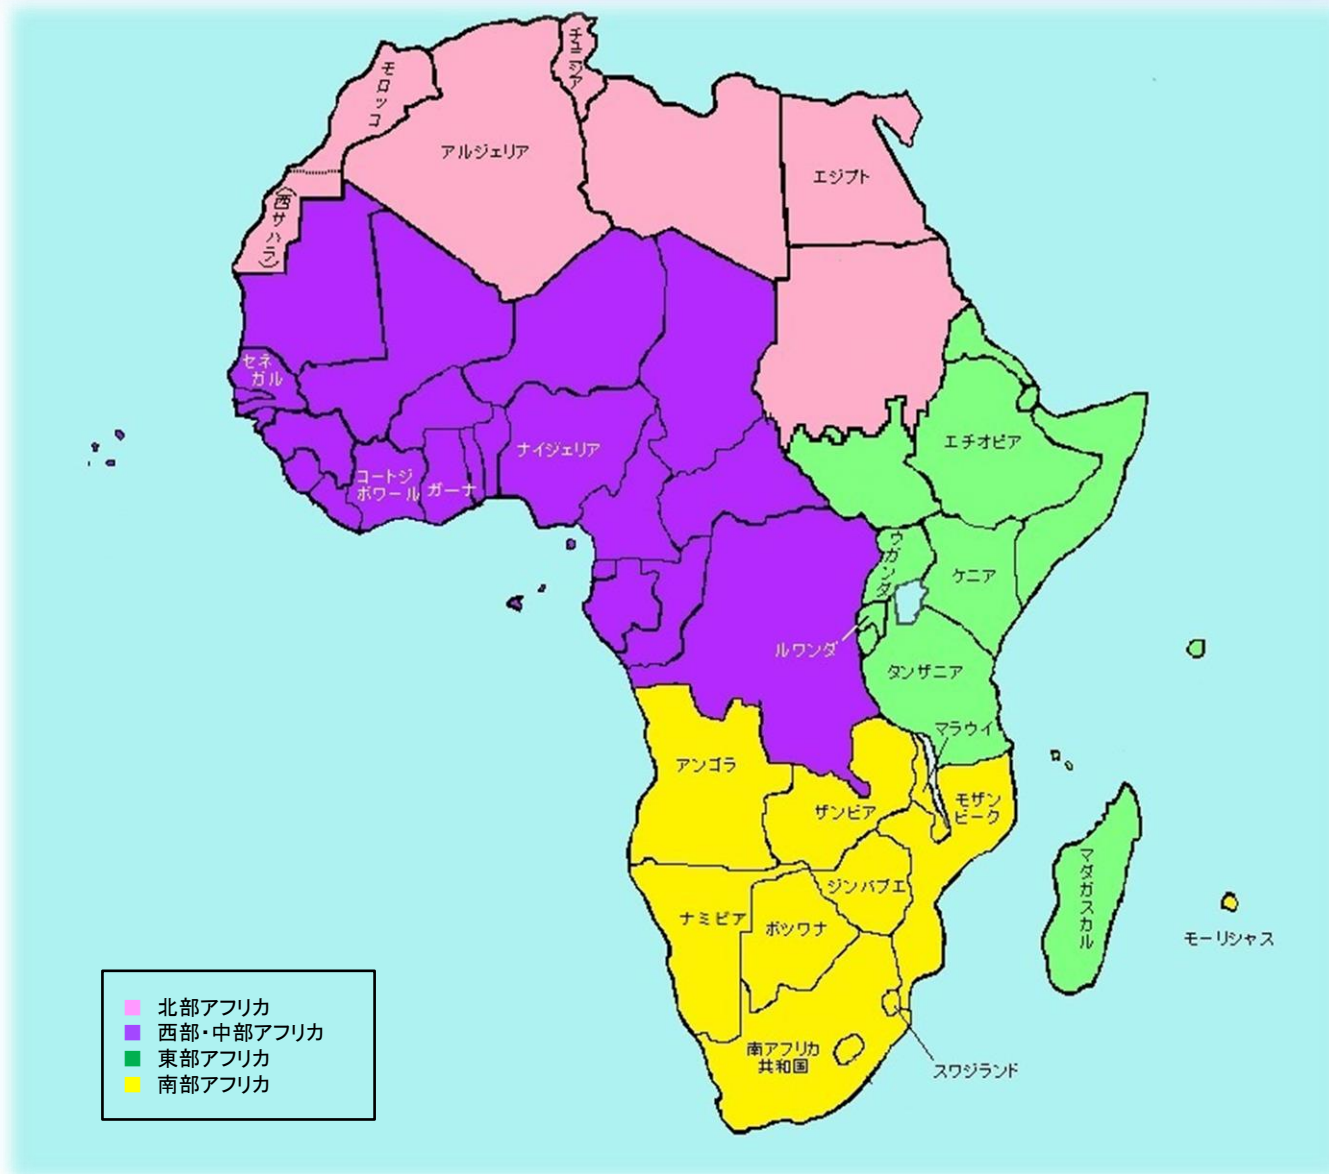 チュニジア
モロッコ
アルジェリア
エジプト
(西サハラ)
セネ
ガル
ナイジェリア
エチオピア
コートジ
ボワール
ガーナ
ウガンダ
ケニア
ルワンダ
タンザニア
マラウイ
アンゴラ
ザンビア
モザン
ビーク
ジンバブエ
マダガスカル
ナミビア
ボツワナ
モーリシャス
南アフリカ
共和国
スワジランド
北部アフリカ
西部・中部アフリカ
東部アフリカ
南部アフリカ